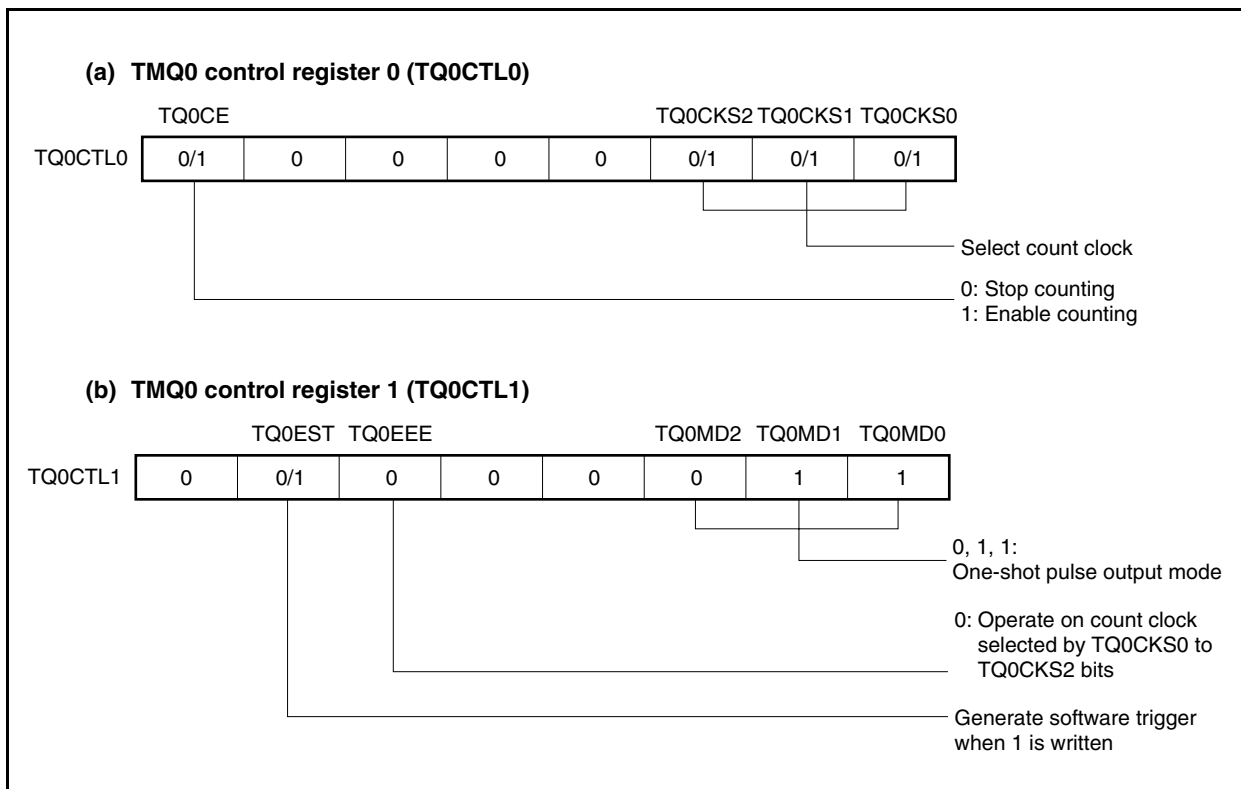 (a) TMQ0 control register 0 (TQ0CTL0)
TQ0CE TQ0CKS2 TQ0CKS1 TQ0CKS0
TQ0CTL0 0/1 0 0 0 0 0/1 0/1 0/1
Select count clock
0: Stop counting
1: Enable counting
(b) TMQ0 control register 1 (TQ0CTL1)
TQ0EST TQ0EEE TQ0MD2 TQ0MD1 TQ0MD0
TQ0CTL1 0 0/1 0 0 0 0 1 1
0, 1, 1:
One-shot pulse output mode
0: Operate on count clock
selected by TQ0CKS0 to
TQ0CKS2 bits
Generate software trigger
when 1 is written